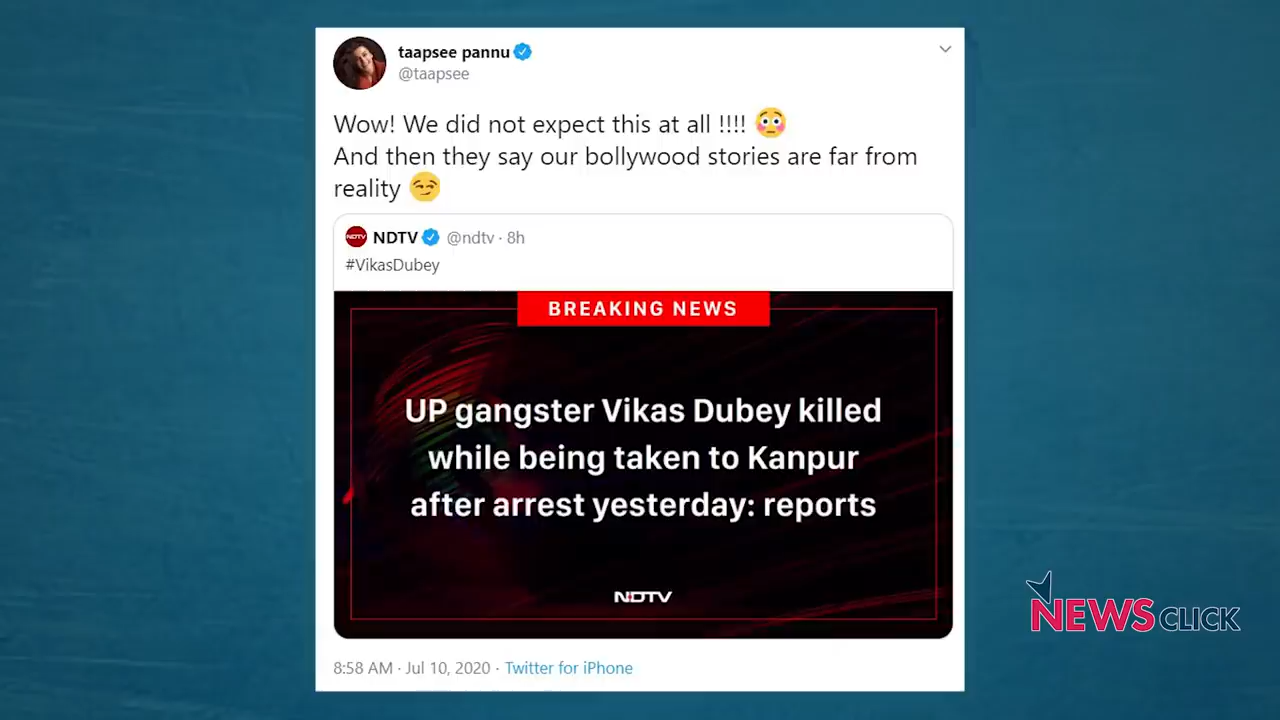 taapsee pannu
@taapsee
Wow! We did not expect this at all !!!! 😳
And then they say our bollywood stories are far from
reality 😏
NDTV @ndtv · 8h
#VikasDubey
BREAKING NEWS
UP gangster Vikas Dubey killed
while being taken to Kanpur
after arrest yesterday: reports
NDTV
8:58 AM · Jul 10, 2020 · Twitter for iPhone
NEWSCLICK